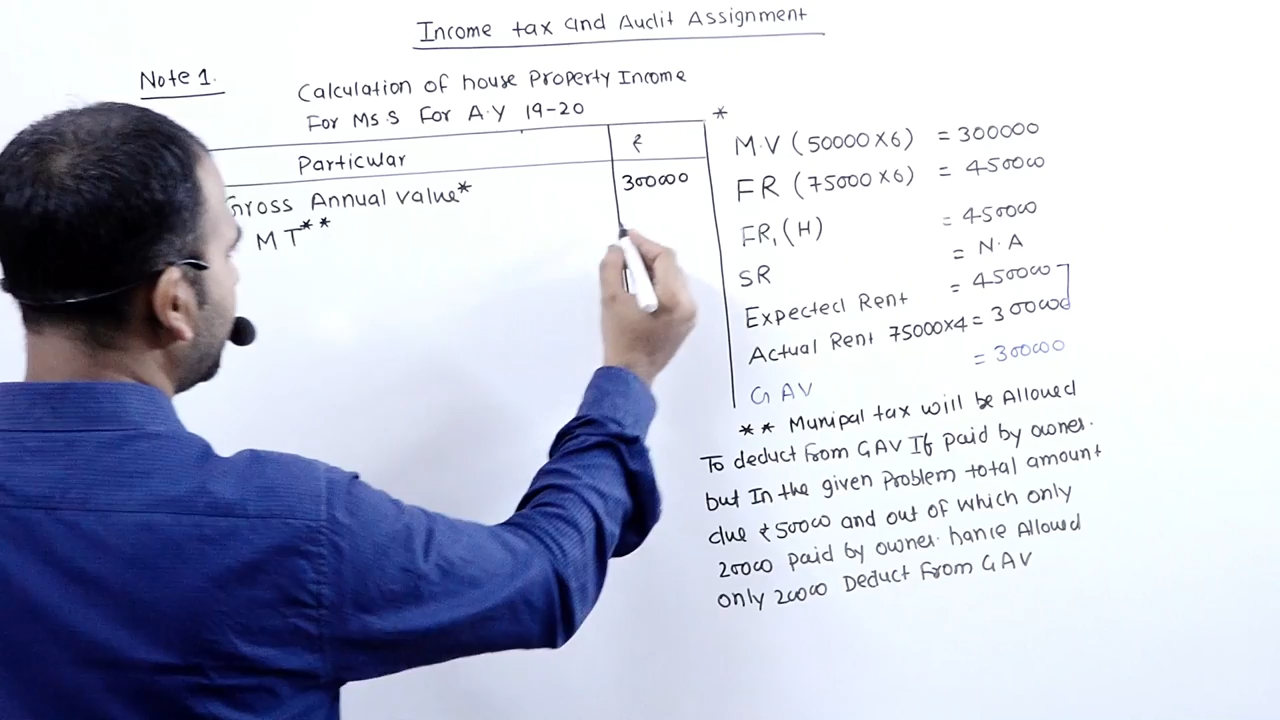 Income tax and Audit Assignment
Note 1.
Calculation of house Property Income
For Ms.S For A.Y 19-20
Particular ₹
Gross Annual value* 300000
MT**
*
M.V (50000X6) = 300000
FR (75000X6) = 450000
FR,(H) = 450000
SR = N.A
Expected Rent = 450000
Actual Rent 75000x4 = 300000
GAV = 300000
** Munipal tax will be Allowed
To deduct from GAV If paid by owner.
but In the given Problem total amount
due ₹50000 and out of which only
20000 paid by owner. hance Allowed
only 20000 Deduct From GAV